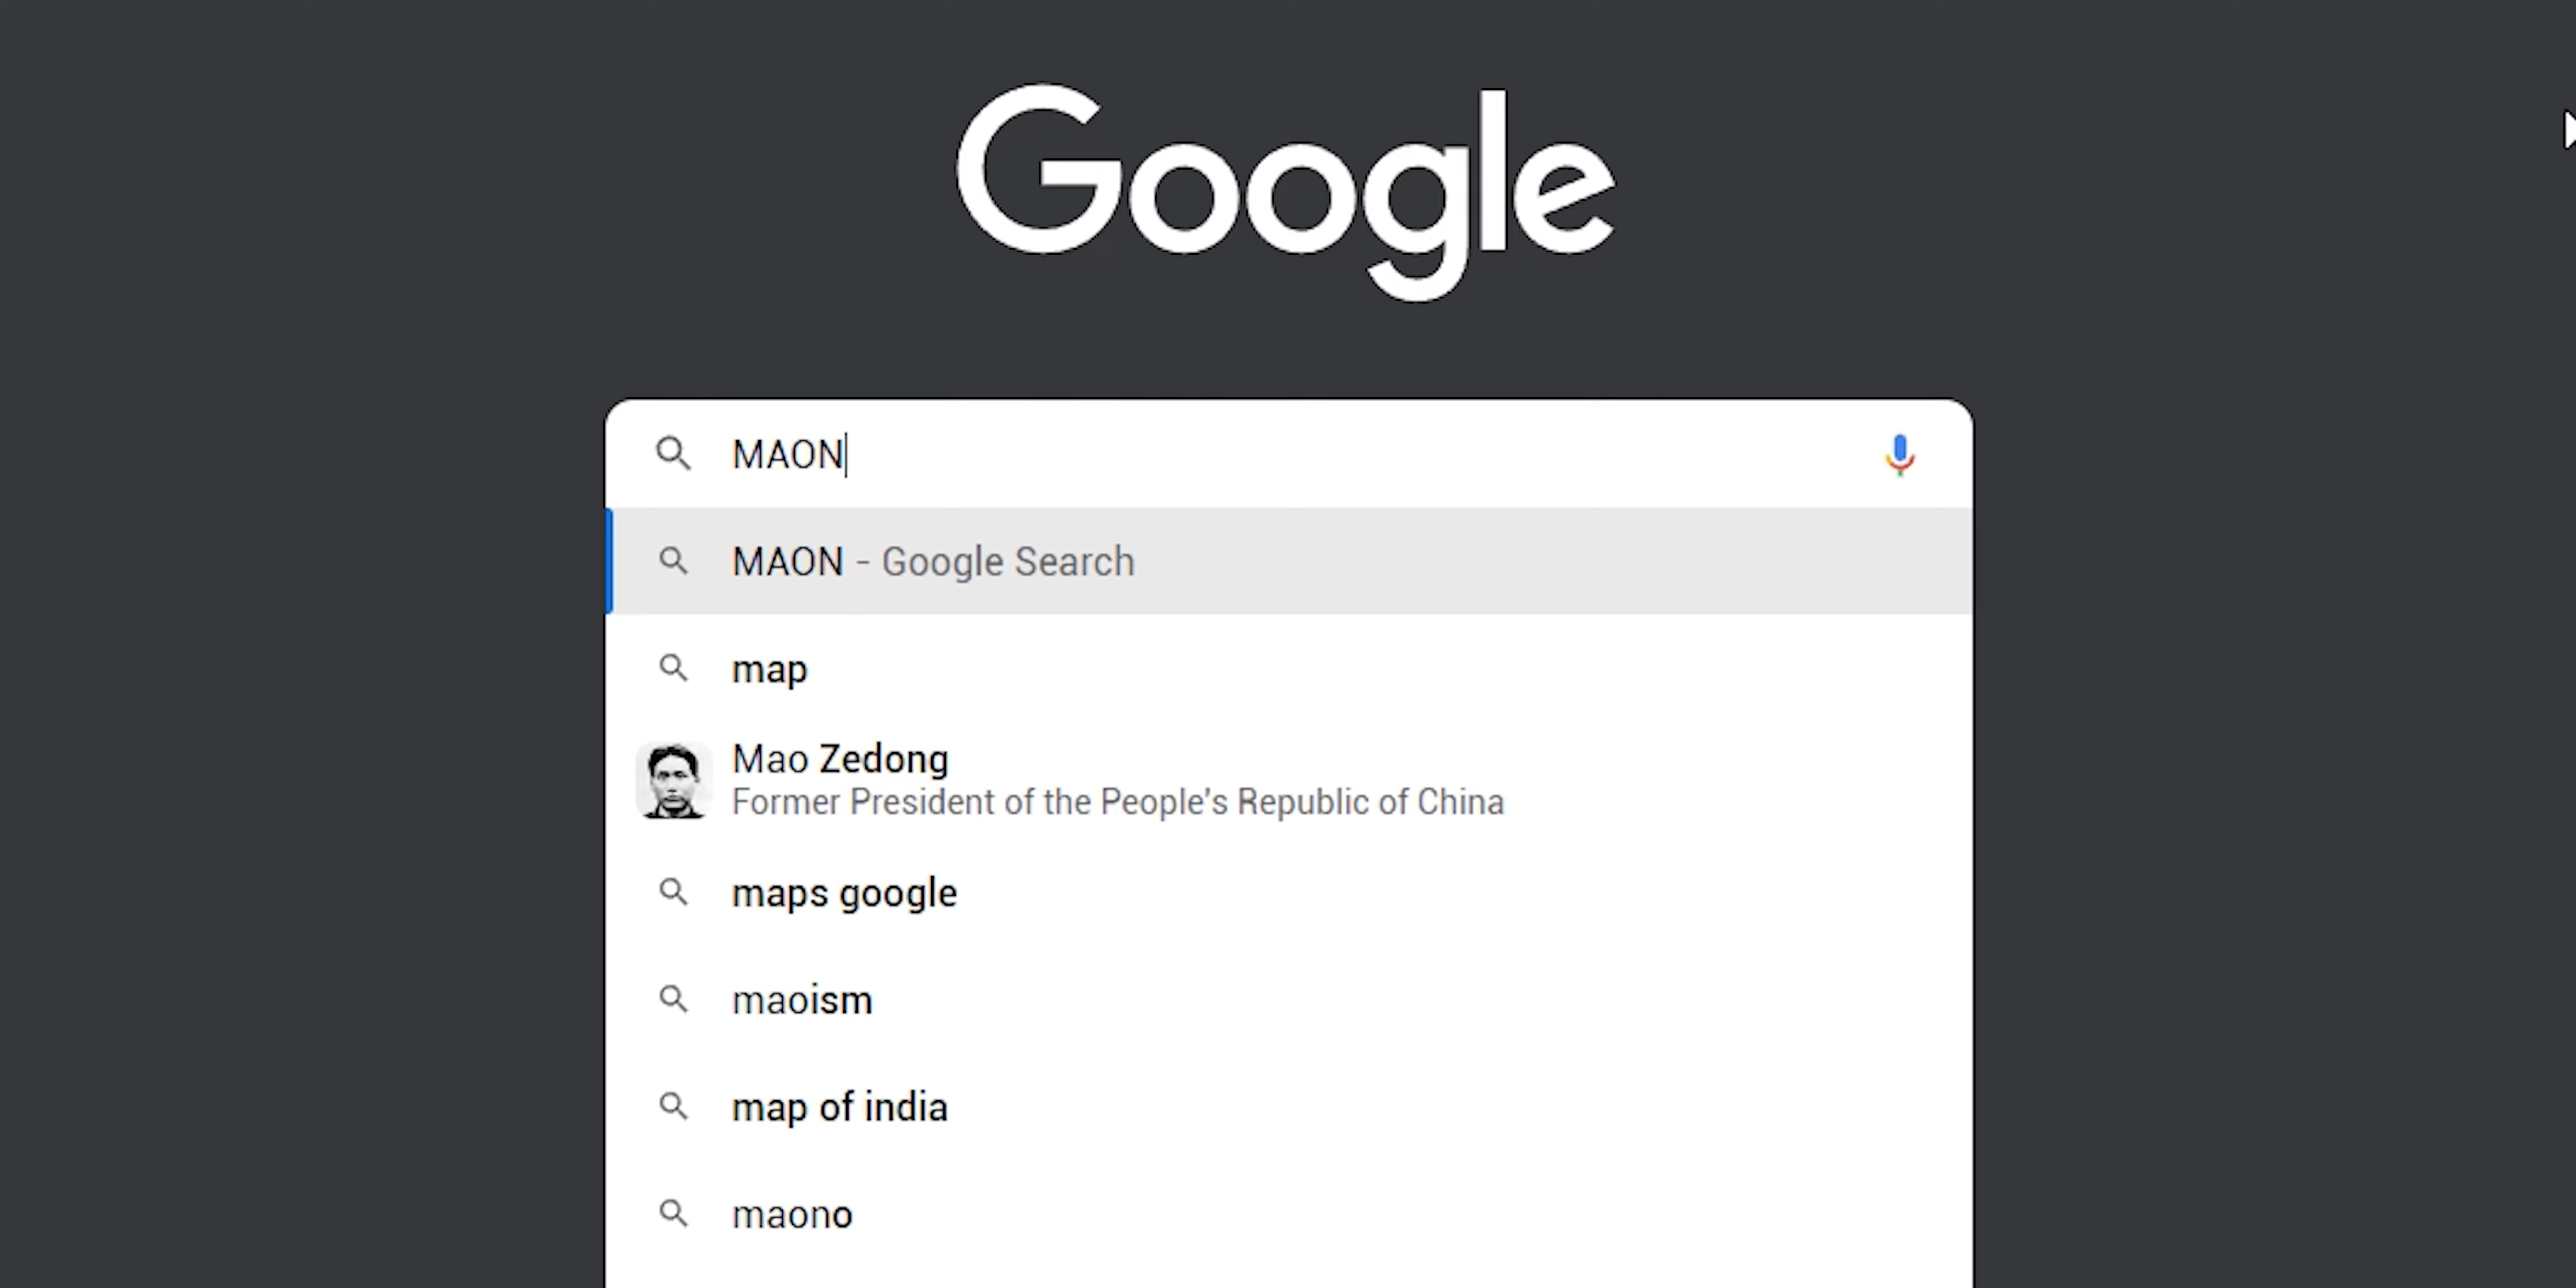 Google
MAON
MAON - Google Search
map
Mao Zedong
Former President of the People's Republic of China
maps google
maoism
map of india
maono